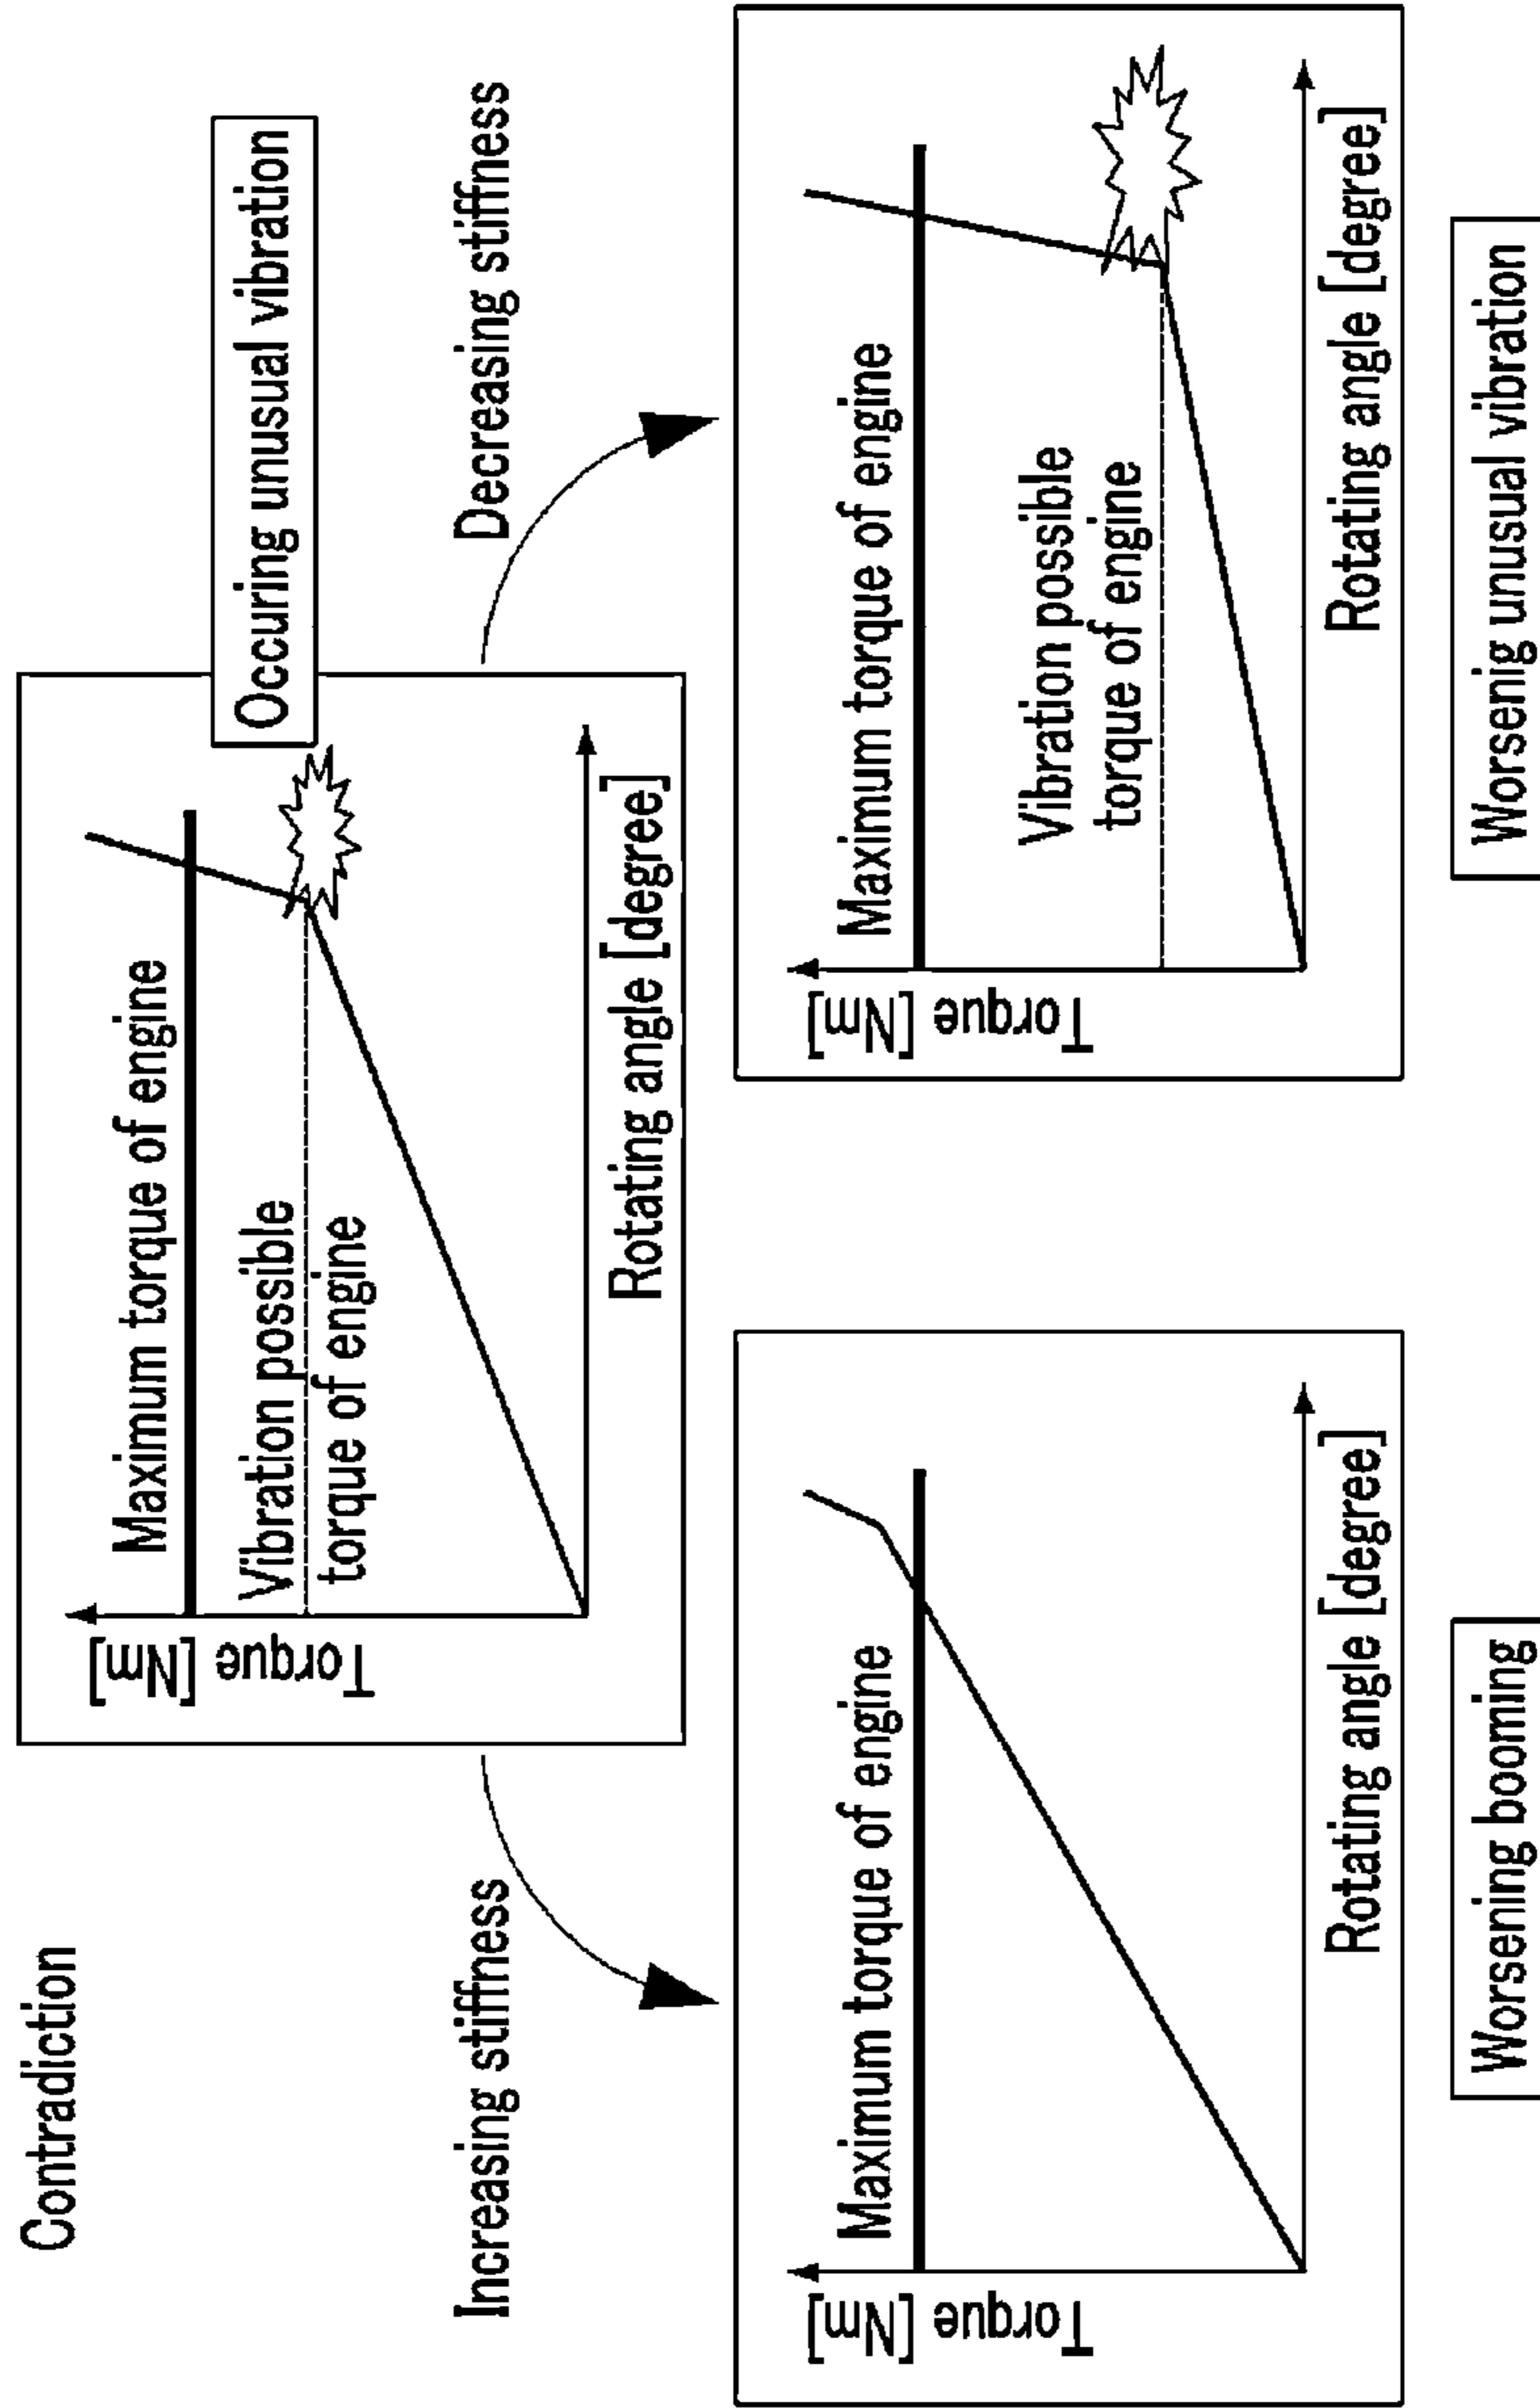 Contradiction
Maximum torque of engine
Vibration possible
torque of engine
Torque [Nm]
Rotating angle [degree]
Occuring unusual vibration
Increasing stiffness
Decreasing stiffness
Maximum torque of engine
Torque [Nm]
Rotating angle [degree]
Worsening booming
Maximum torque of engine
Vibration possible
torque of engine
Torque [Nm]
Rotating angle [degree]
Worsenig unusual vibration